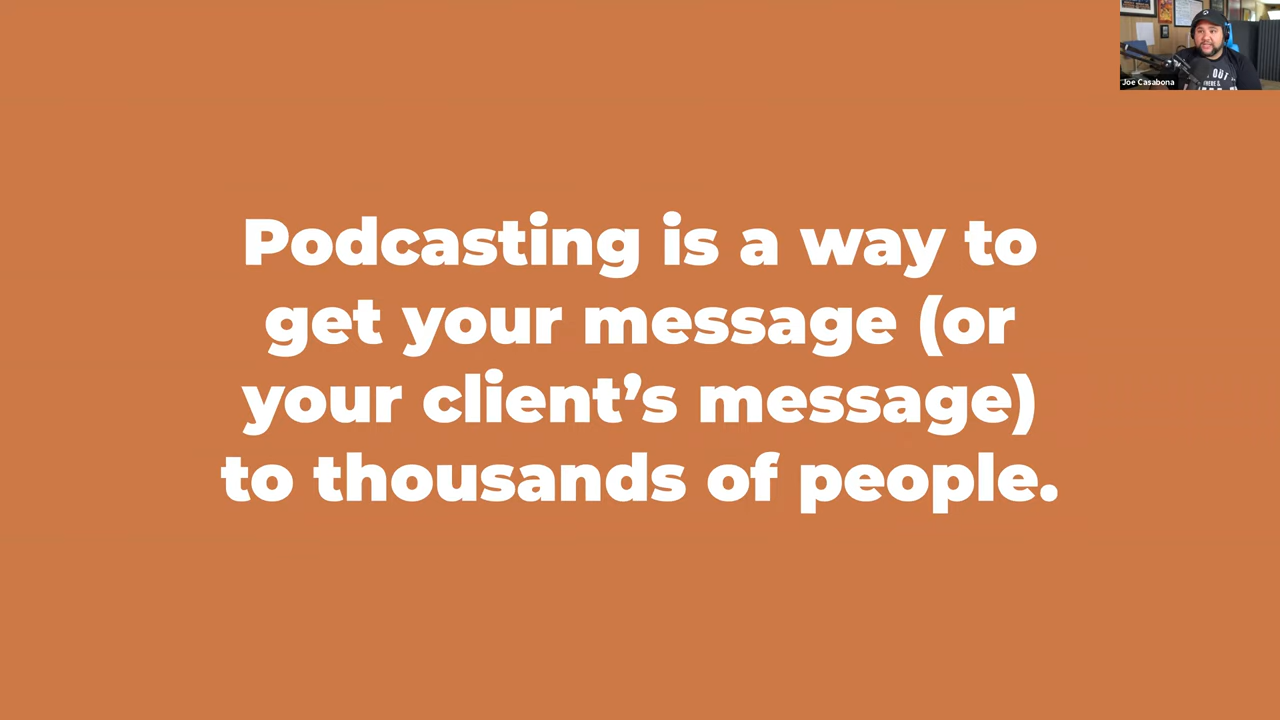 Joe Casabona
Podcasting is a way to
get your message (or
your client’s message)
to thousands of people.